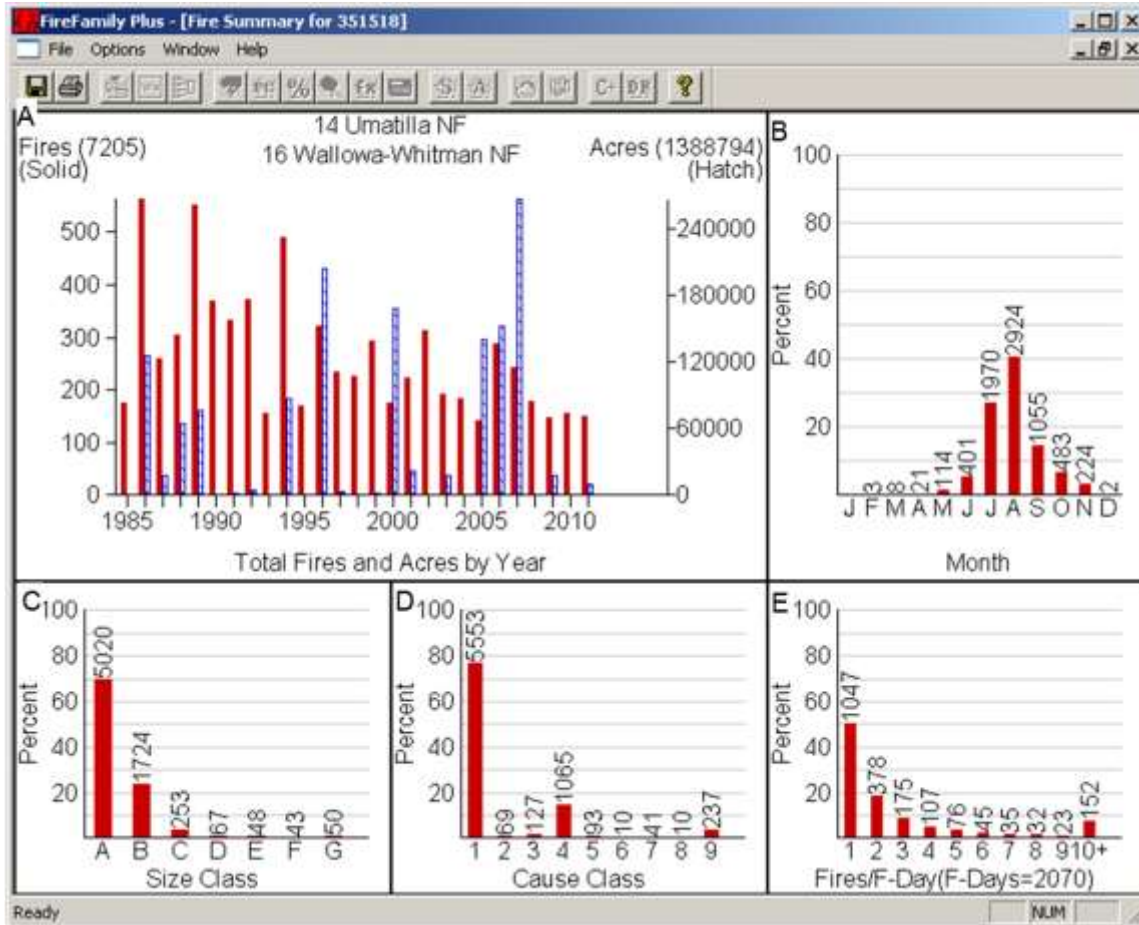 FireFamily Plus - [Fire Summary for 351518]
File Options Window Help
fx % S A C+ DR ?
A
14 Umatilla NF
16 Wallowa-Whitman NF
Fires (7205)
(Solid)
Acres (1388794)
(Hatch)
500
400
300
200
100
0
240000
180000
120000
60000
0
1985 1990 1995 2000 2005 2010
Total Fires and Acres by Year
B
100
80
60
40
20
Percent
3 8 21 114 401 1970 2924 1055 483 224 2
J F M A M J J A S O N D
Month
C
100
80
60
40
20
Percent
5020 1724 253 67 48 43 50
A B C D E F G
Size Class
D
100
80
60
40
20
Percent
5553 69 127 1065 93 10 41 10 237
1 2 3 4 5 6 7 8 9
Cause Class
E
100
80
60
40
20
Percent
1047 378 175 107 76 45 35 32 23 152
1 2 3 4 5 6 7 8 9 10+
Fires/F-Day(F-Days=2070)
Ready
NUM